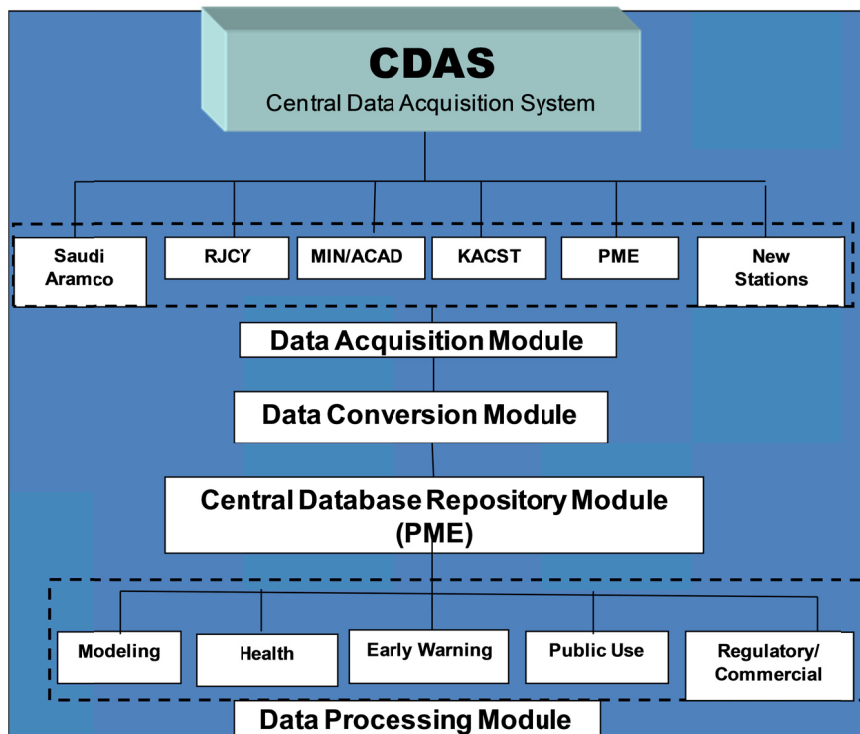 CDAS
Central Data Acquisition System
Saudi
Aramco
RJCY
MIN/ACAD
KACST
PME
New
Stations
Data Acquisition Module
Data Conversion Module
Central Database Repository Module
(PME)
Modeling
Health
Early Warning
Public Use
Regulatory/
Commercial
Data Processing Module